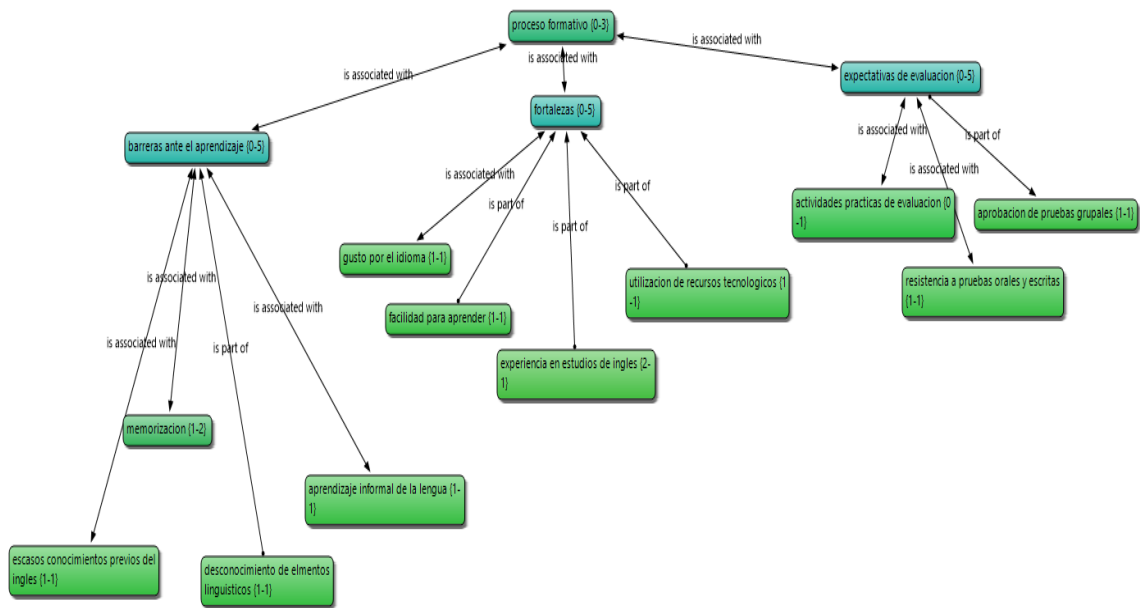 proceso formativo {0-3}
is associated with
is associated with
is associated with
expectativas de evaluacion {0-5}
fortalezas {0-5}
barreras ante el aprendizaje {0-5}
is associated with
is part of
is associated with
is associated with
is part of
is part of
is part of
actividades practicas de evaluacion {0
-1}
aprobacion de pruebas grupales {1-1}
gusto por el idioma {1-1}
utilizacion de recursos tecnologicos {1
-1}
resistencia a pruebas orales y escritas
{1-1}
facilidad para aprender {1-1}
is associated with
is associated with
is associated with
is part of
experiencia en estudios de ingles {2-
1}
memorizacion {1-2}
aprendizaje informal de la lengua {1-
1}
escasos conocimientos previos del
ingles {1-1}
desconocimiento de elmentos
linguisticos {1-1}